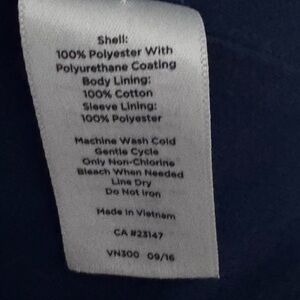 Shell:
100% Polyester With
Polyurethane Coating
Body Lining:
100% Cotton
Sleeve Lining:
100% Polyester
Machine Wash Cold
Gentle Cycle
Only Non-Chlorine
Bleach When Needed
Line Dry
Do Not Iron
Made in Vietnam
CA #23147
VN300 09/16